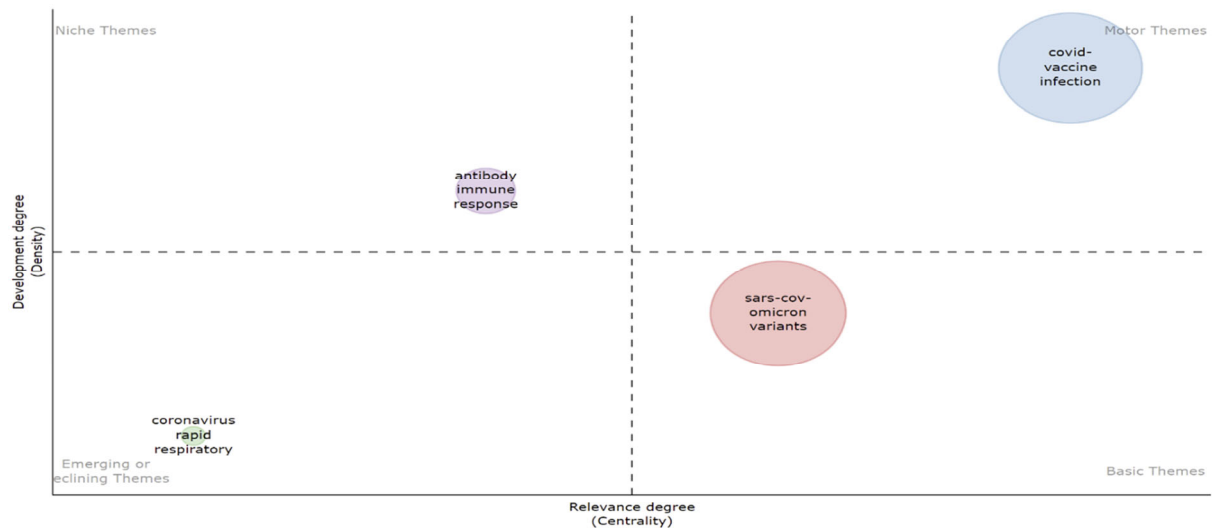 Niche Themes
Motor Themes
covid-
vaccine
infection
antibody
immune
response
Development degree
(Density)
sars-cov-
omicron
variants
coronavirus
rapid
respiratory
Emerging or
eclining Themes
Basic Themes
Relevance degree
(Centrality)